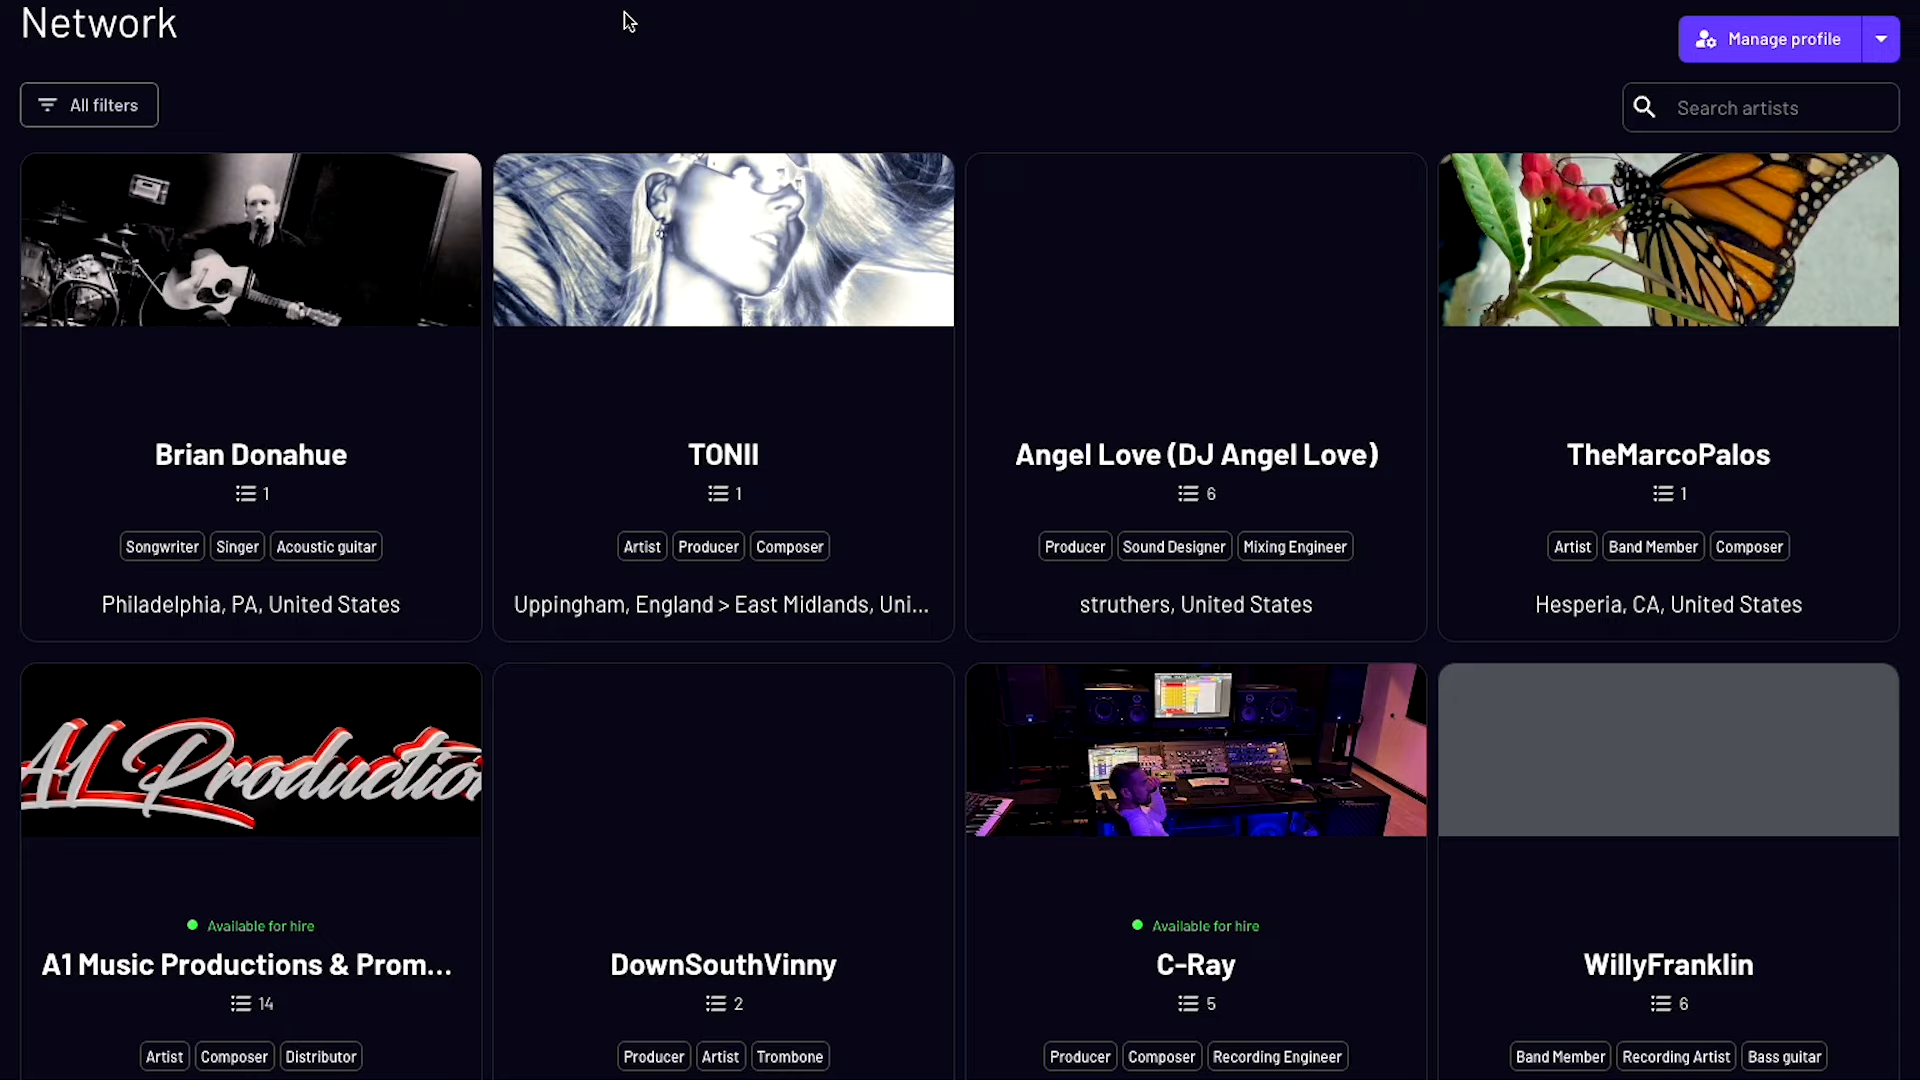 Network
Manage profile
All filters
Search artists
Brian Donahue
1
Songwriter Singer Acoustic guitar
Philadelphia, PA, United States
TONII
1
Artist Producer Composer
Uppingham, England > East Midlands, Uni...
Angel Love (DJ Angel Love)
6
Producer Sound Designer Mixing Engineer
struthers, United States
TheMarcoPalos
1
Artist Band Member Composer
Hesperia, CA, United States
A1 Productio
Available for hire
A1 Music Productions & Prom...
14
Artist Composer Distributor
DownSouthVinny
2
Producer Artist Trombone
Available for hire
C-Ray
5
Producer Composer Recording Engineer
WillyFranklin
6
Band Member Recording Artist Bass guitar